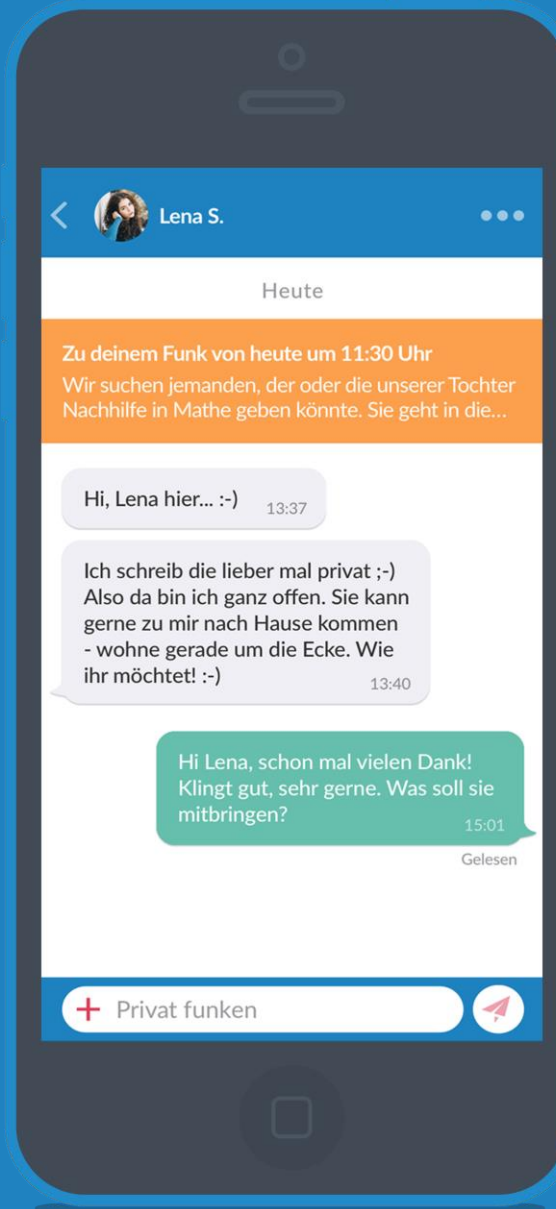 Lena S.
Heute
Zu deinem Funk von heute um 11:30 Uhr
Wir suchen jemanden, der oder die unserer Tochter
Nachhilfe in Mathe geben könnte. Sie geht in die...
Hi, Lena hier... :-)
13:37
Ich schreib die lieber mal privat ;-)
Also da bin ich ganz offen. Sie kann
gerne zu mir nach Hause kommen
- wohne gerade um die Ecke. Wie
ihr möchtet! :-)
13:40
Hi Lena, schon mal vielen Dank!
Klingt gut, sehr gerne. Was soll sie
mitbringen?
15:01
Gelesen
Privat funken